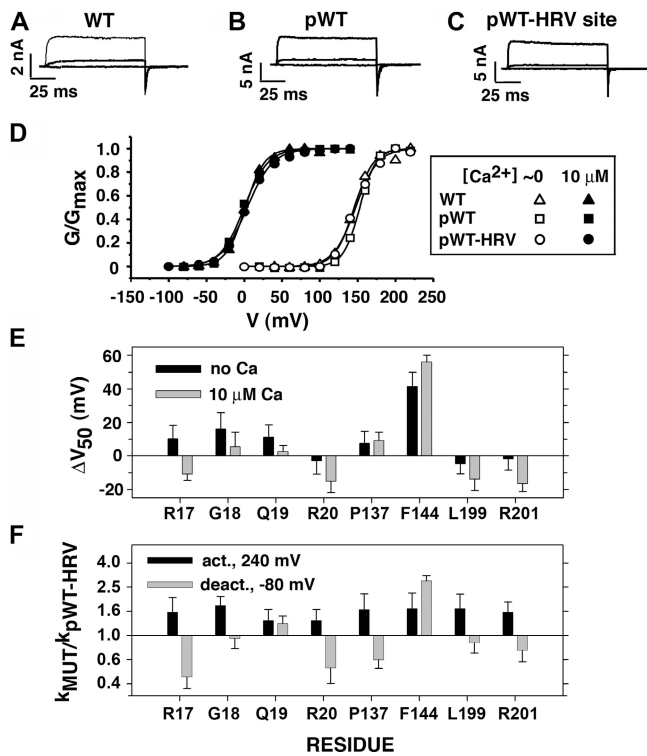 A WT B pWT C pWT-HRV site
2 nA 5 nA 5 nA
25 ms 25 ms 25 ms
D
G/Gmax
1.0
0.8
0.6
0.4
0.2
0
-150 -100 -50 0 50 100 150 200 250
V (mV)
[Ca2+] ~0 10 μM
WT
pWT
pWT-HRV
E
ΔV50 (mV)
60
40
20
0
-20
no Ca
10 μM Ca
R17 G18 Q19 R20 P137 F144 L199 R201
F
kMUT/kpWT-HRV
4.0
2.5
1.6
1.0
0.6
0.4
act., 240 mV
deact., -80 mV
R17 G18 Q19 R20 P137 F144 L199 R201
RESIDUE